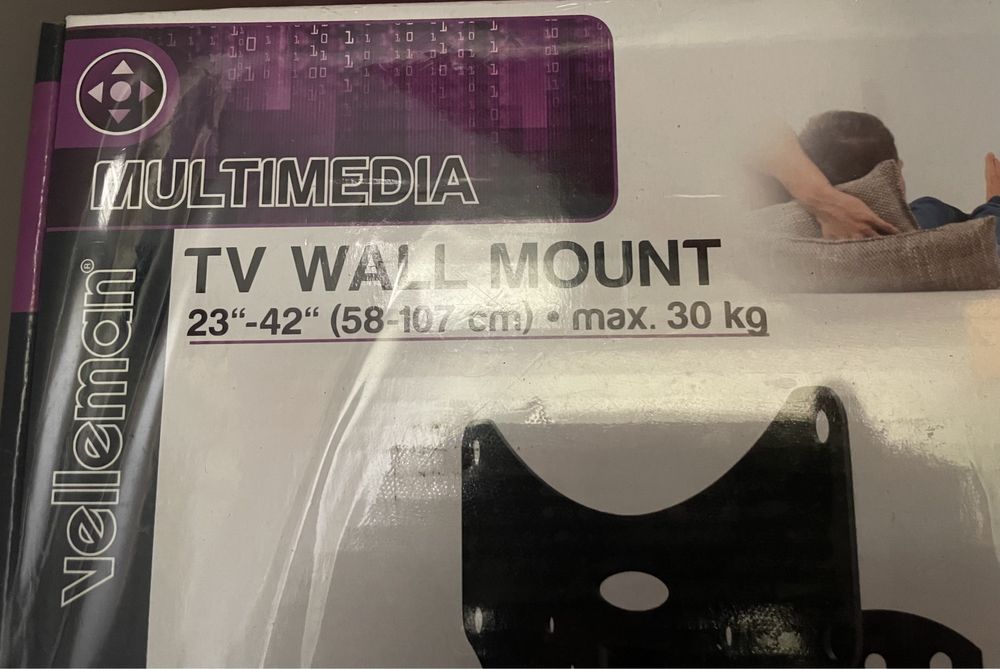 MULTIMEDIA
TV WALL MOUNT
23“-42“ (58-107 cm) • max. 30 kg
velleman®